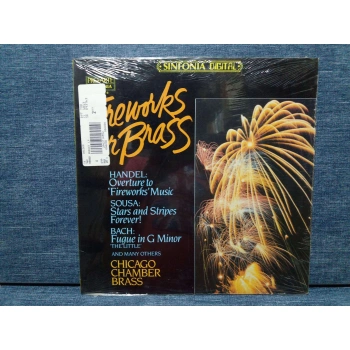 SINFONIA DIGITAL
Fireworks
for Brass
HANDEL:
Overture to
'Fireworks' Music
SOUSA:
Stars and Stripes
Forever!
BACH:
Fugue in G Minor
'THE LITTLE'
AND MANY OTHERS
CHICAGO
CHAMBER
BRASS